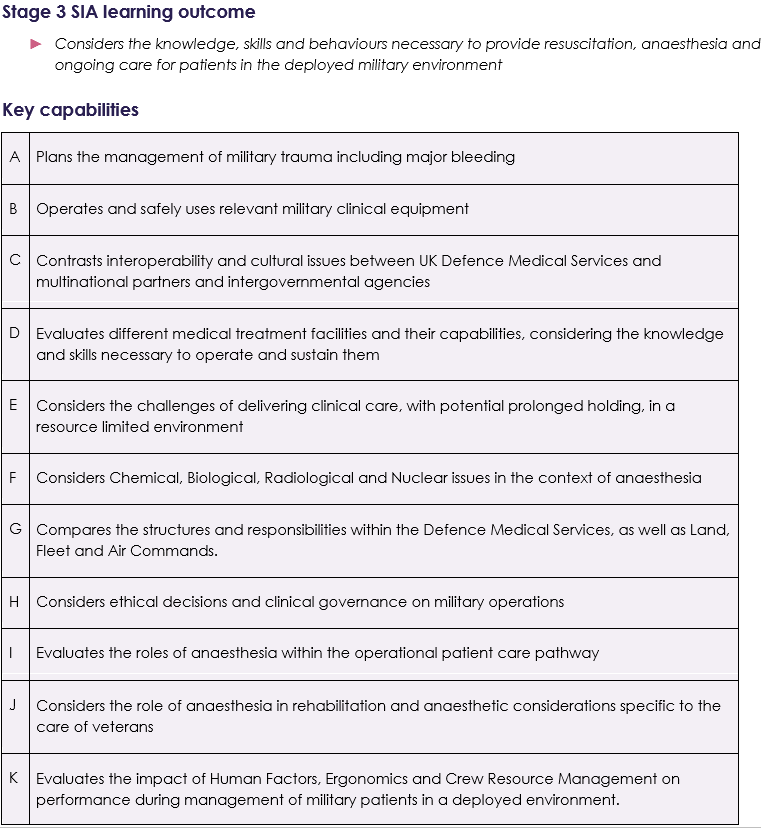 Stage 3 SIA learning outcome
Considers the knowledge, skills and behaviours necessary to provide resuscitation, anaesthesia and
ongoing care for patients in the deployed military environment
Key capabilities
A Plans the management of military trauma including major bleeding
B Operates and safely uses relevant military clinical equipment
C Contrasts interoperability and cultural issues between UK Defence Medical Services and
multinational partners and intergovernmental agencies
D Evaluates different medical treatment facilities and their capabilities, considering the knowledge
and skills necessary to operate and sustain them
E Considers the challenges of delivering clinical care, with potential prolonged holding, in a
resource limited environment
F Considers Chemical, Biological, Radiological and Nuclear issues in the context of anaesthesia
G Compares the structures and responsibilities within the Defence Medical Services, as well as Land,
Fleet and Air Commands.
H Considers ethical decisions and clinical governance on military operations
I Evaluates the roles of anaesthesia within the operational patient care pathway
J Considers the role of anaesthesia in rehabilitation and anaesthetic considerations specific to the
care of veterans
K Evaluates the impact of Human Factors, Ergonomics and Crew Resource Management on
performance during management of military patients in a deployed environment.